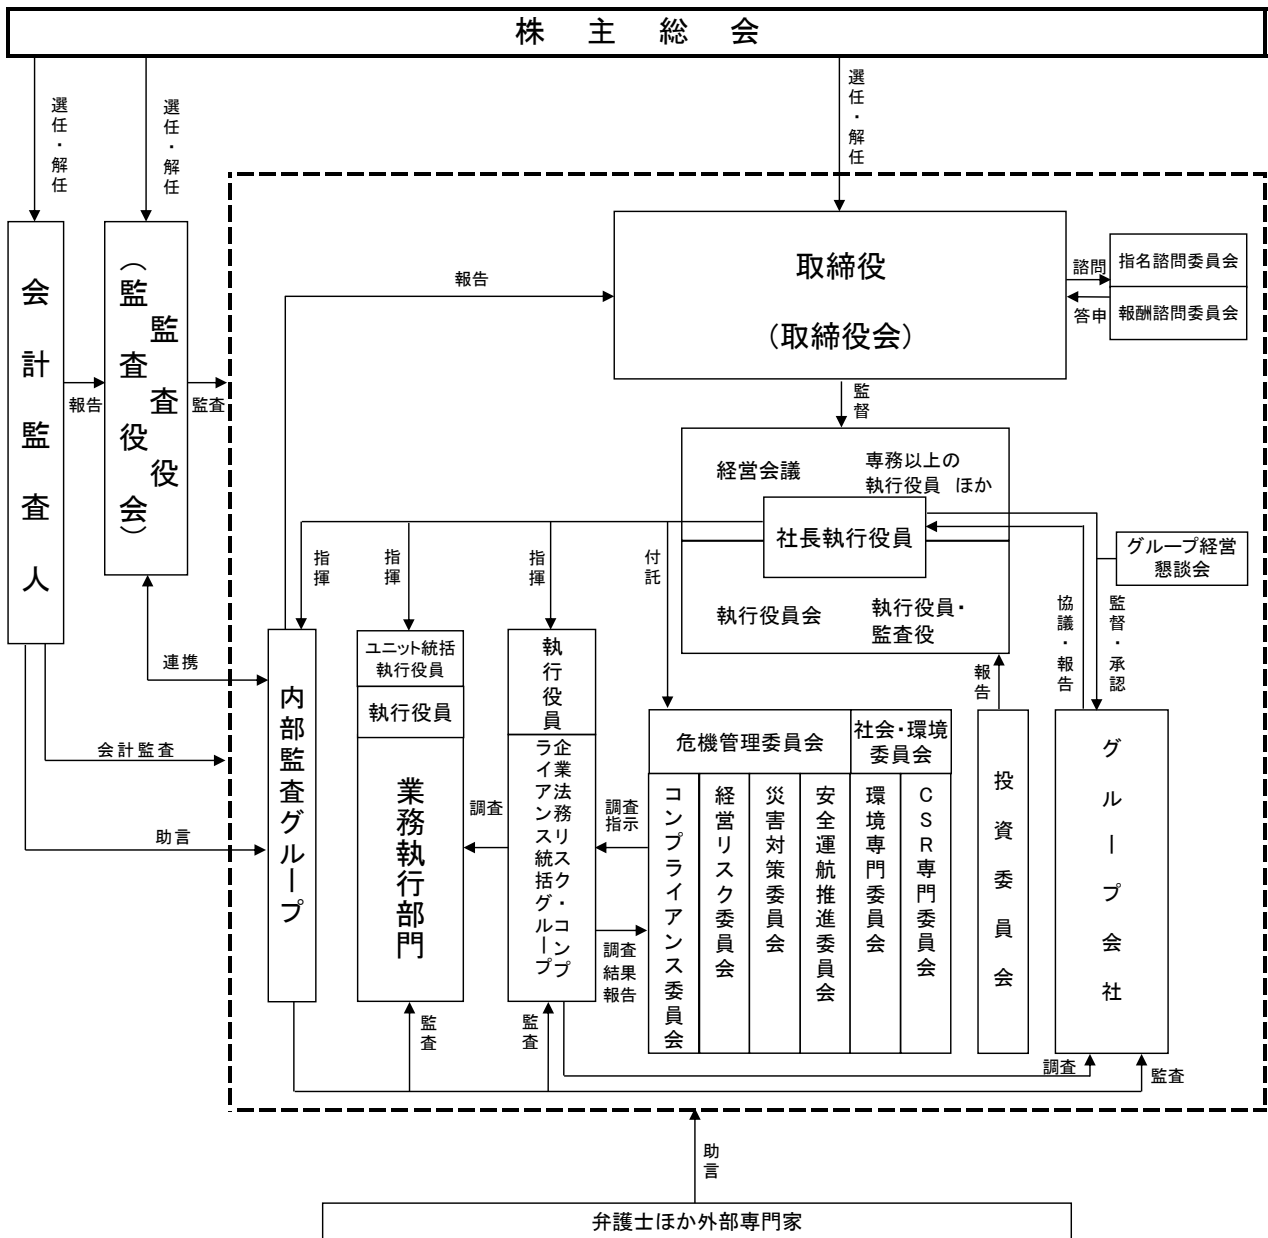 株主総会
選任・解任
選任・解任
選任・解任
会計監査人
報告
監査役
（監査役会）
監査
報告
取締役
（取締役会）
諮問
答申
指名諮問委員会
報酬諮問委員会
監督
経営会議
専務以上の
執行役員 ほか
社長執行役員
執行役員会
執行役員・
監査役
グループ経営
懇談会
指揮
指揮
指揮
付託
協議・報告
監督・承認
報告
連携
会計監査
助言
内部監査グループ
ユニット統括
執行役員
執行役員
業務執行部門
調査
執行役員
企業法務リスク・コンプ
ライアンス統括グループ
調査
指示
調査
結果
報告
危機管理委員会
社会・環境
委員会
コンプライアンス委員会
経営リスク委員会
災害対策委員会
安全運航推進委員会
環境専門委員会
CSR専門委員会
投資委員会
グループ会社
監査
監査
調査
監査
助言
弁護士ほか外部専門家